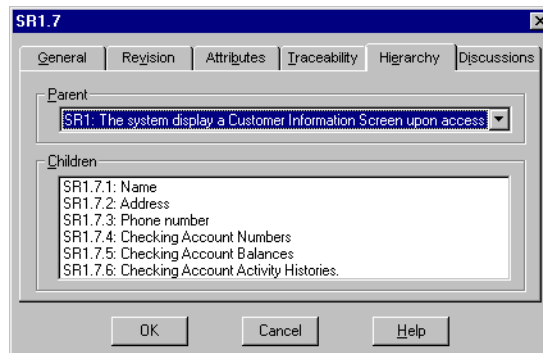 SR1.7
General Revision Attributes Traceability Hierarchy Discussions
Parent
SR1: The system display a Customer Information Screen upon access
Children
SR1.7.1: Name
SR1.7.2: Address
SR1.7.3: Phone number
SR1.7.4: Checking Account Numbers
SR1.7.5: Checking Account Balances
SR1.7.6: Checking Account Activity Histories.
OK Cancel Help